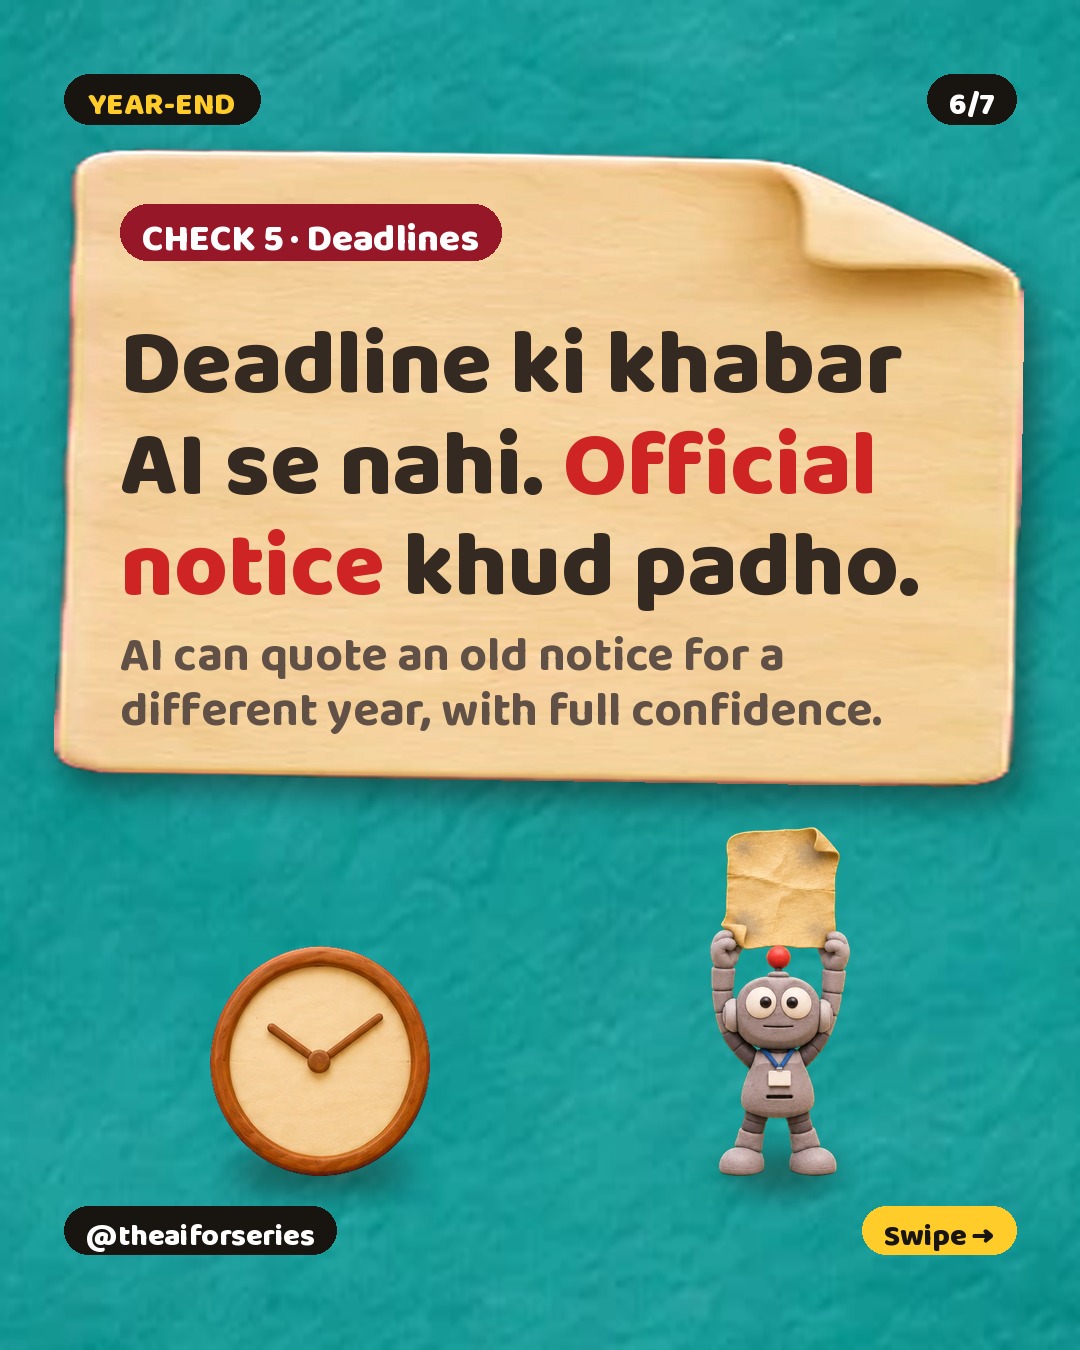 YEAR-END
6/7
CHECK 5 · Deadlines
Deadline ki khabar
AI se nahi. Official
notice khud padho.
AI can quote an old notice for a
different year, with full confidence.
@theaiforseries
Swipe →